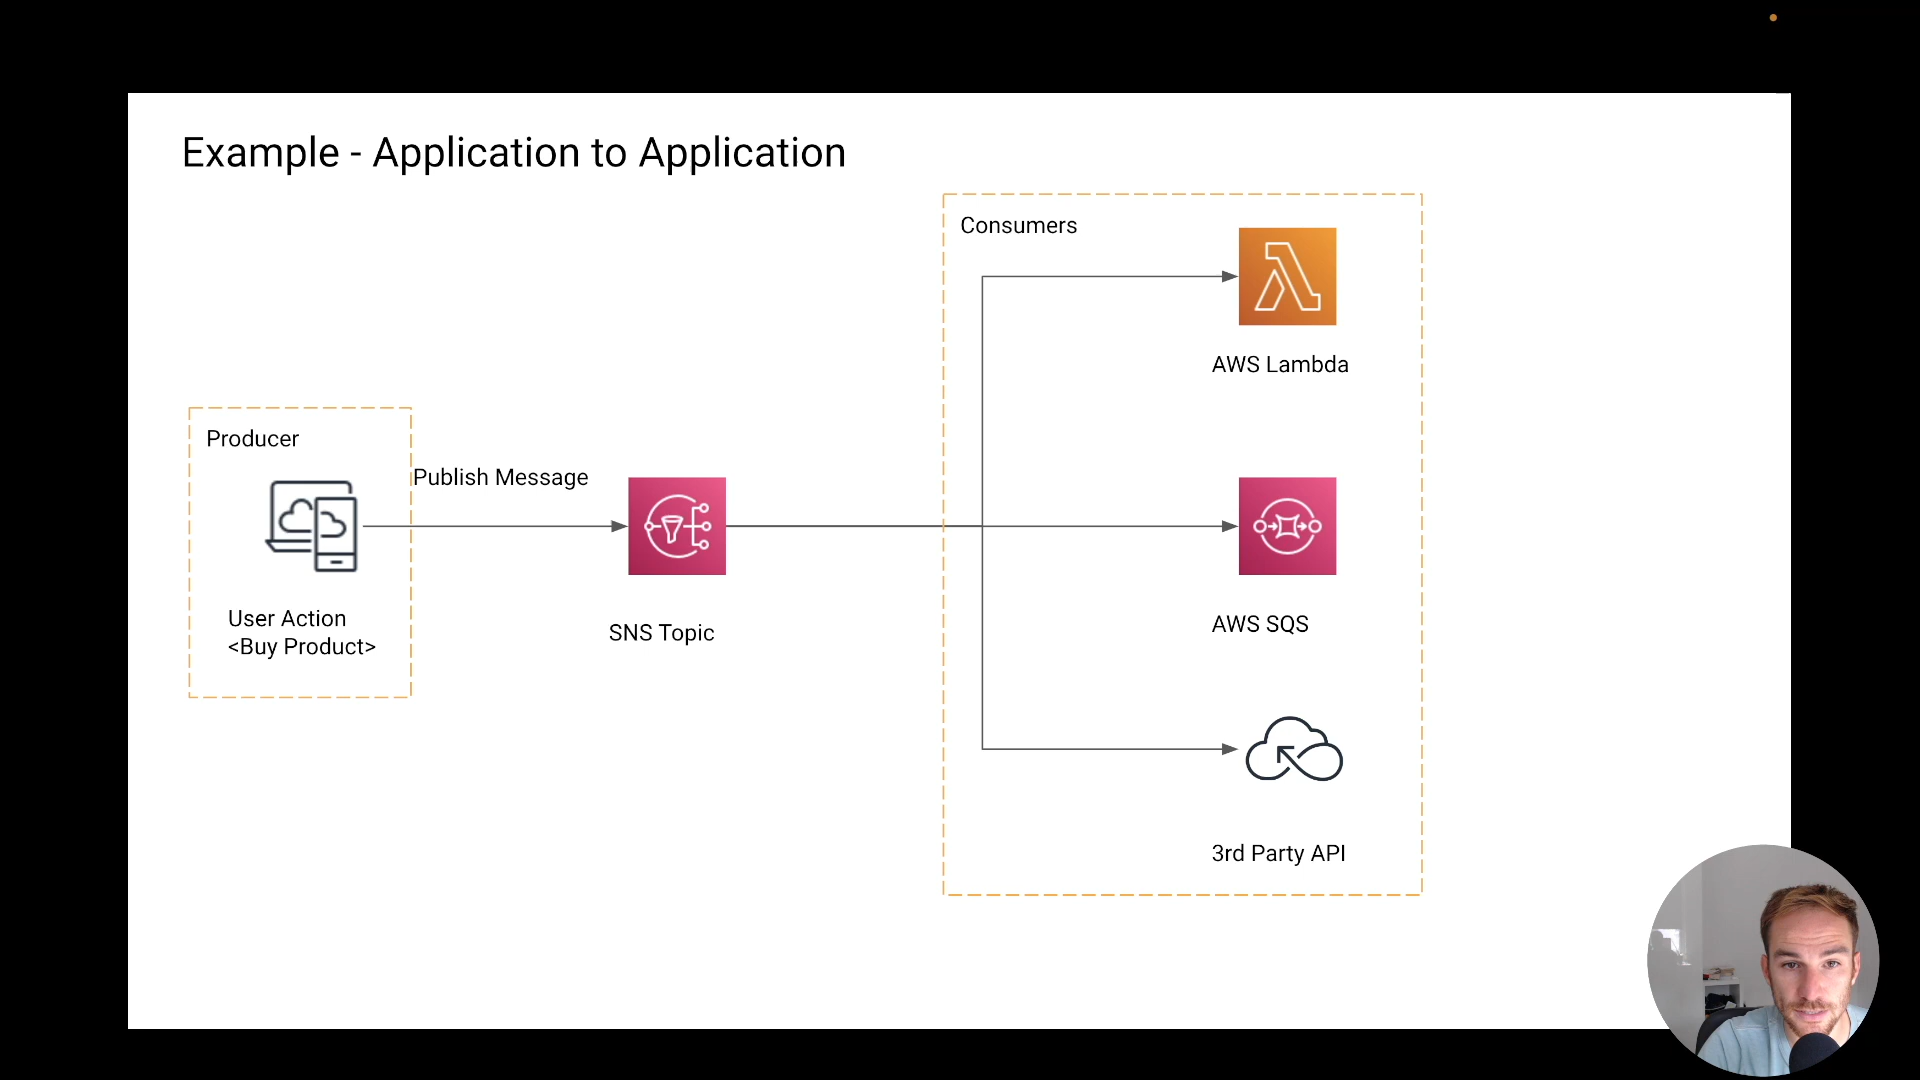 Example - Application to Application
Consumers
AWS Lambda
Producer
Publish Message
User Action
<Buy Product>
SNS Topic
AWS SQS
3rd Party API